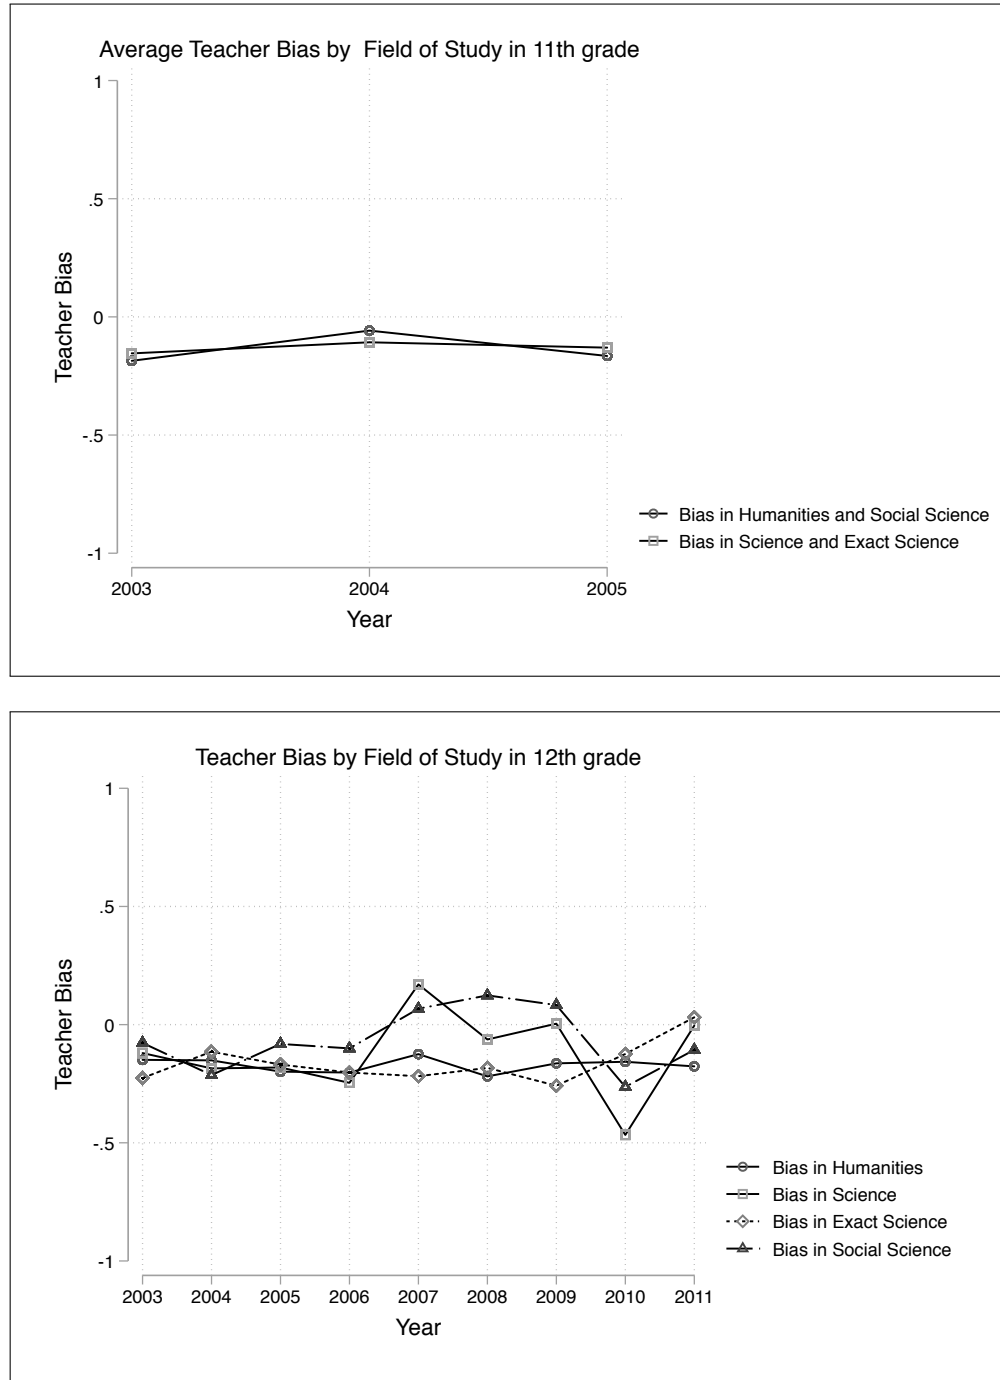 Average Teacher Bias by  Field of Study in 11th grade
1
.5
0
-.5
-1
Teacher Bias
2003 2004 2005
Year
Bias in Humanities and Social Science
Bias in Science and Exact Science
Teacher Bias by Field of Study in 12th grade
1
.5
0
-.5
-1
Teacher Bias
2003 2004 2005 2006 2007 2008 2009 2010 2011
Year
Bias in Humanities
Bias in Science
Bias in Exact Science
Bias in Social Science